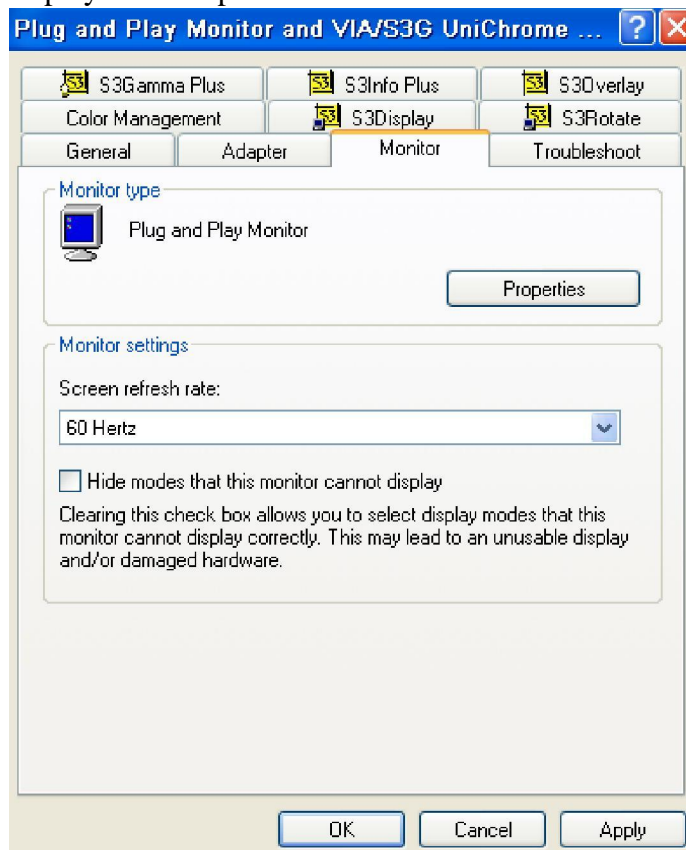 Plug and Play Monitor and VIA/S3G UniChrome ...
S3Gamma Plus S3Info Plus S3Overlay
Color Management S3Display S3Rotate
General Adapter Monitor Troubleshoot
Monitor type
Plug and Play Monitor
Properties
Monitor settings
Screen refresh rate:
60 Hertz
Hide modes that this monitor cannot display
Clearing this check box allows you to select display modes that this
monitor cannot display correctly. This may lead to an unusable display
and/or damaged hardware.
OK Cancel Apply